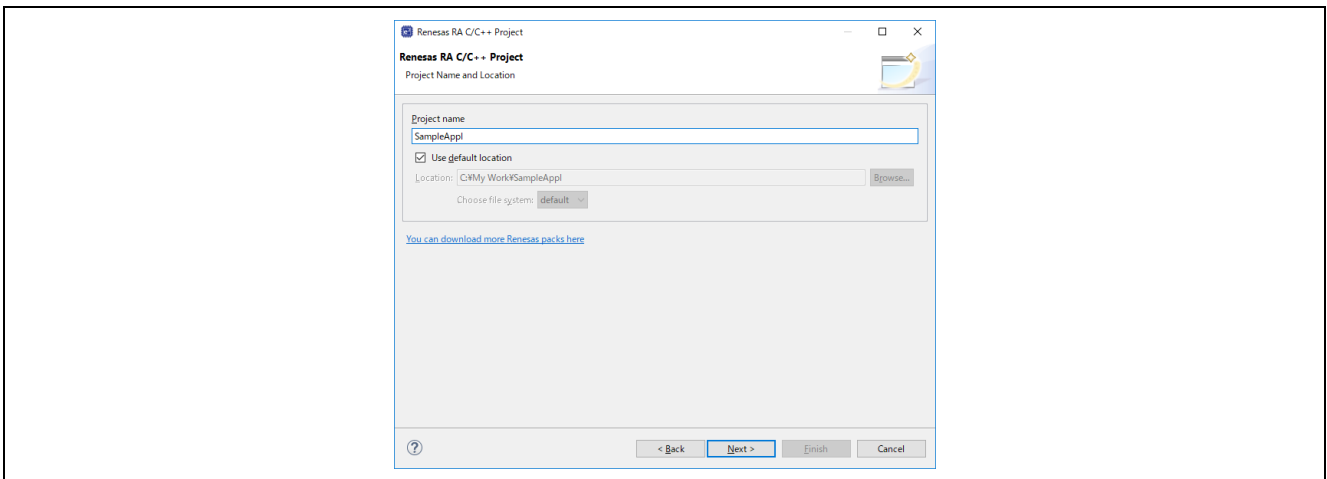 Renesas RA C/C++ Project
Renesas RA C/C++ Project
Project Name and Location
Project name
SampleAppl
Use default location
Location: C:¥My Work¥SampleAppl Browse...
Choose file system: default
You can download more Renesas packs here
? < Back Next > Finish Cancel